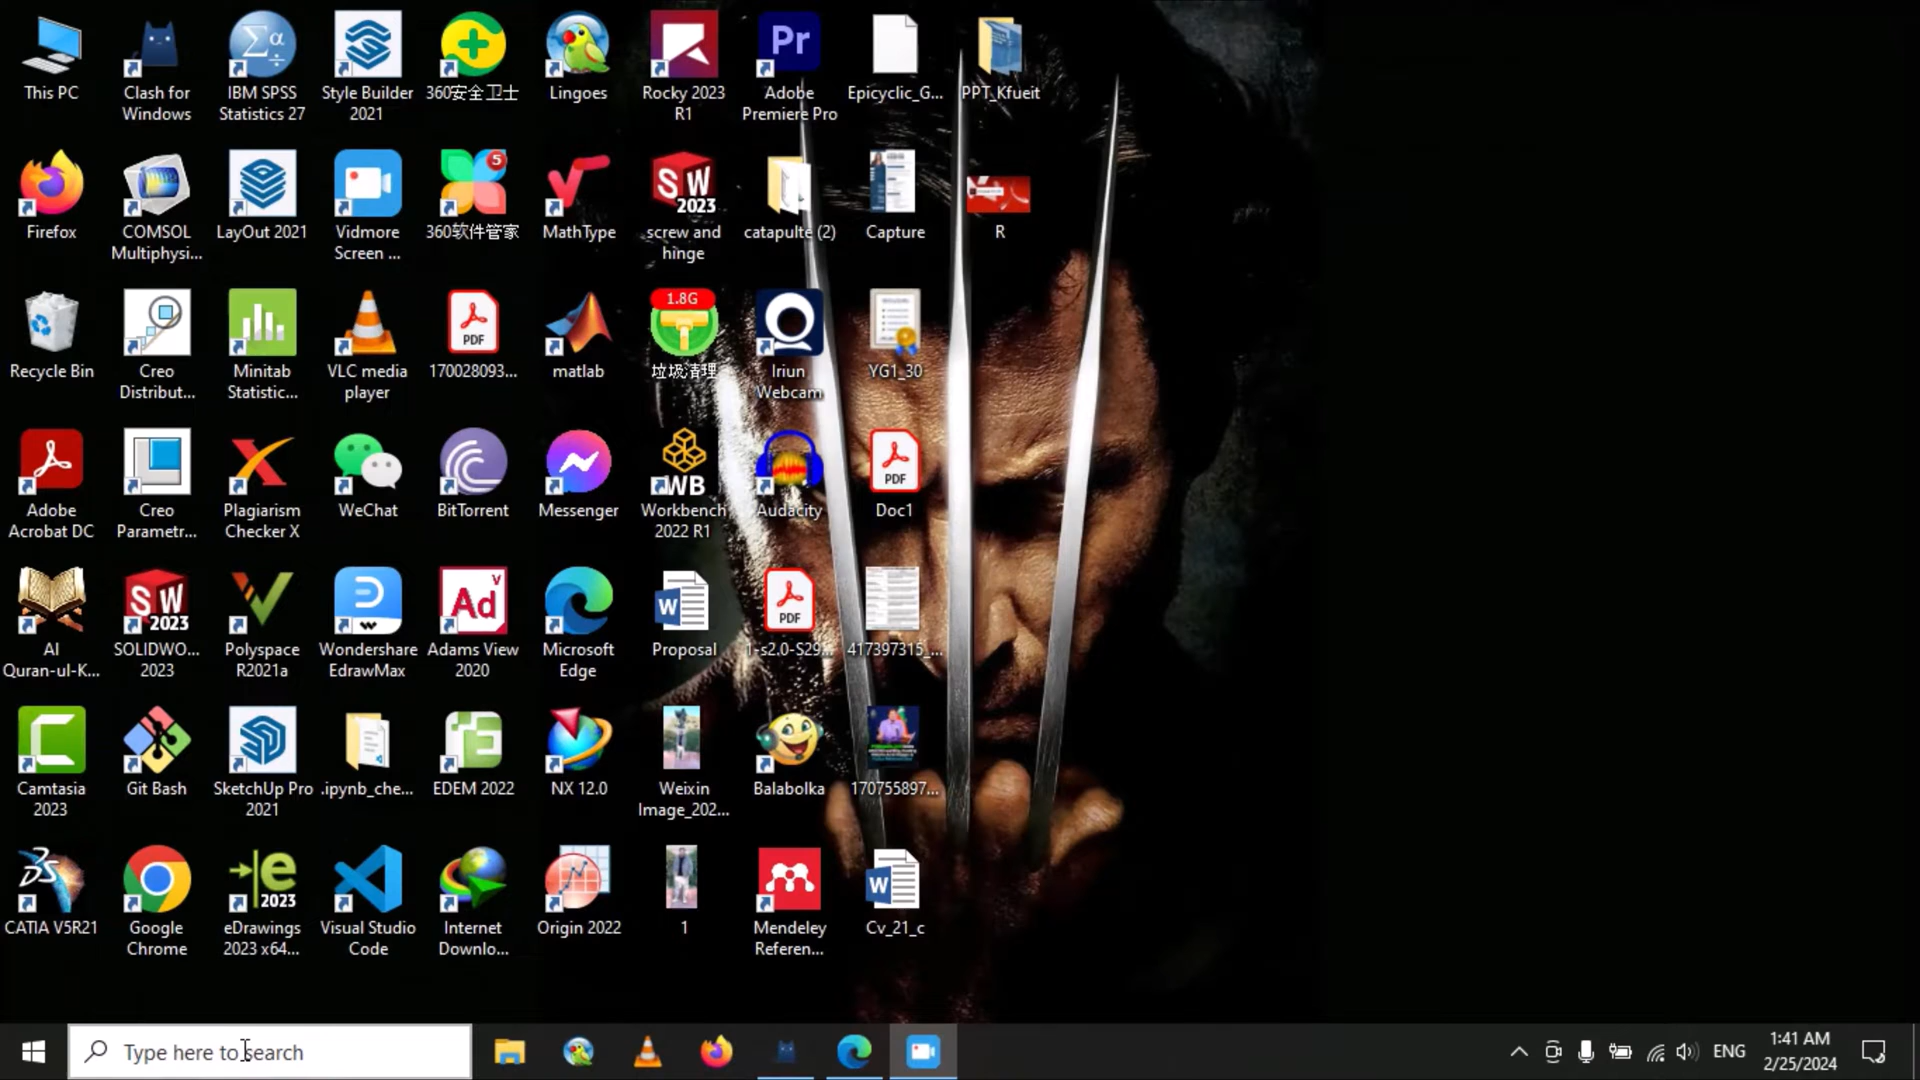 This PC
Clash for
Windows
IBM SPSS
Statistics 27
Style Builder
2021
360安全卫士
Lingoes
Rocky 2023
R1
Pr
Adobe
Premiere Pro
Epicyclic_G...
PPT_Kfueit
Firefox
COMSOL
Multiphysi...
LayOut 2021
Vidmore
Screen ...
5
360软件管家
MathType
SW
2023
screw and
hinge
catapulte (2)
Capture
R
Recycle Bin
Creo
Distribut...
Minitab
Statistic...
VLC media
player
PDF
170028093...
matlab
1.8G
垃圾清理
Iriun
Webcam
YG1_30
Adobe
Acrobat DC
Creo
Parametr...
Plagiarism
Checker X
WeChat
BitTorrent
Messenger
WB
Workbench
2022 R1
Audacity
PDF
Doc1
Al
Quran-ul-K...
SW
2023
SOLIDWO...
2023
Polyspace
R2021a
Wondershare
EdrawMax
Ad
V
Adams View
2020
Microsoft
Edge
W
Proposal
PDF
1-s2.0-S29...
417397315_...
Camtasia
2023
Git Bash
SketchUp Pro
2021
.ipynb_che...
EDEM 2022
NX 12.0
Weixin
Image_202...
Balabolka
170755897...
CATIA V5R21
Google
Chrome
e
2023
eDrawings
2023 x64...
Visual Studio
Code
Internet
Downlo...
Origin 2022
1
Mendeley
Referen...
W
Cv_21_c
Type here to search
ENG
1:41 AM
2/25/2024